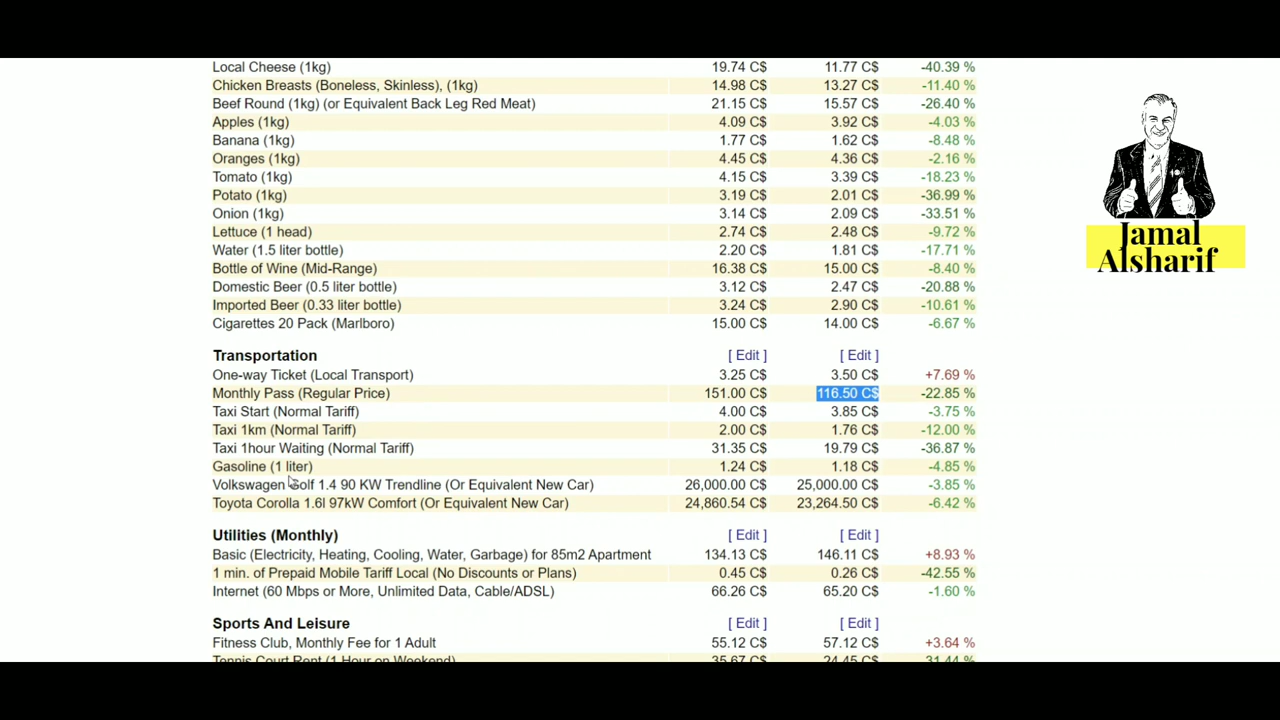 Local Cheese (1kg) 19.74 C$ 11.77 C$ -40.39 %
Chicken Breasts (Boneless, Skinless), (1kg) 14.98 C$ 13.27 C$ -11.40 %
Beef Round (1kg) (or Equivalent Back Leg Red Meat) 21.15 C$ 15.57 C$ -26.40 %
Apples (1kg) 4.09 C$ 3.92 C$ -4.03 %
Banana (1kg) 1.77 C$ 1.62 C$ -8.48 %
Oranges (1kg) 4.45 C$ 4.36 C$ -2.16 %
Tomato (1kg) 4.15 C$ 3.39 C$ -18.23 %
Potato (1kg) 3.19 C$ 2.01 C$ -36.99 %
Onion (1kg) 3.14 C$ 2.09 C$ -33.51 %
Lettuce (1 head) 2.74 C$ 2.48 C$ -9.72 %
Water (1.5 liter bottle) 2.20 C$ 1.81 C$ -17.71 %
Bottle of Wine (Mid-Range) 16.38 C$ 15.00 C$ -8.40 %
Domestic Beer (0.5 liter bottle) 3.12 C$ 2.47 C$ -20.88 %
Imported Beer (0.33 liter bottle) 3.24 C$ 2.90 C$ -10.61 %
Cigarettes 20 Pack (Marlboro) 15.00 C$ 14.00 C$ -6.67 %
Transportation [ Edit ] [ Edit ]
One-way Ticket (Local Transport) 3.25 C$ 3.50 C$ +7.69 %
Monthly Pass (Regular Price) 151.00 C$ 116.50 C$ -22.85 %
Taxi Start (Normal Tariff) 4.00 C$ 3.85 C$ -3.75 %
Taxi 1km (Normal Tariff) 2.00 C$ 1.76 C$ -12.00 %
Taxi 1hour Waiting (Normal Tariff) 31.35 C$ 19.79 C$ -36.87 %
Gasoline (1 liter) 1.24 C$ 1.18 C$ -4.85 %
Volkswagen Golf 1.4 90 KW Trendline (Or Equivalent New Car) 26,000.00 C$ 25,000.00 C$ -3.85 %
Toyota Corolla 1.6l 97kW Comfort (Or Equivalent New Car) 24,860.54 C$ 23,264.50 C$ -6.42 %
Utilities (Monthly) [ Edit ] [ Edit ]
Basic (Electricity, Heating, Cooling, Water, Garbage) for 85m2 Apartment 134.13 C$ 146.11 C$ +8.93 %
1 min. of Prepaid Mobile Tariff Local (No Discounts or Plans) 0.45 C$ 0.26 C$ -42.55 %
Internet (60 Mbps or More, Unlimited Data, Cable/ADSL) 66.26 C$ 65.20 C$ -1.60 %
Sports And Leisure [ Edit ] [ Edit ]
Fitness Club, Monthly Fee for 1 Adult 55.12 C$ 57.12 C$ +3.64 %
Tennis Court Rent (1 Hour on Weekend) 35.67 C$ 24.45 C$ -31.44 %
Jamal
Alsharif